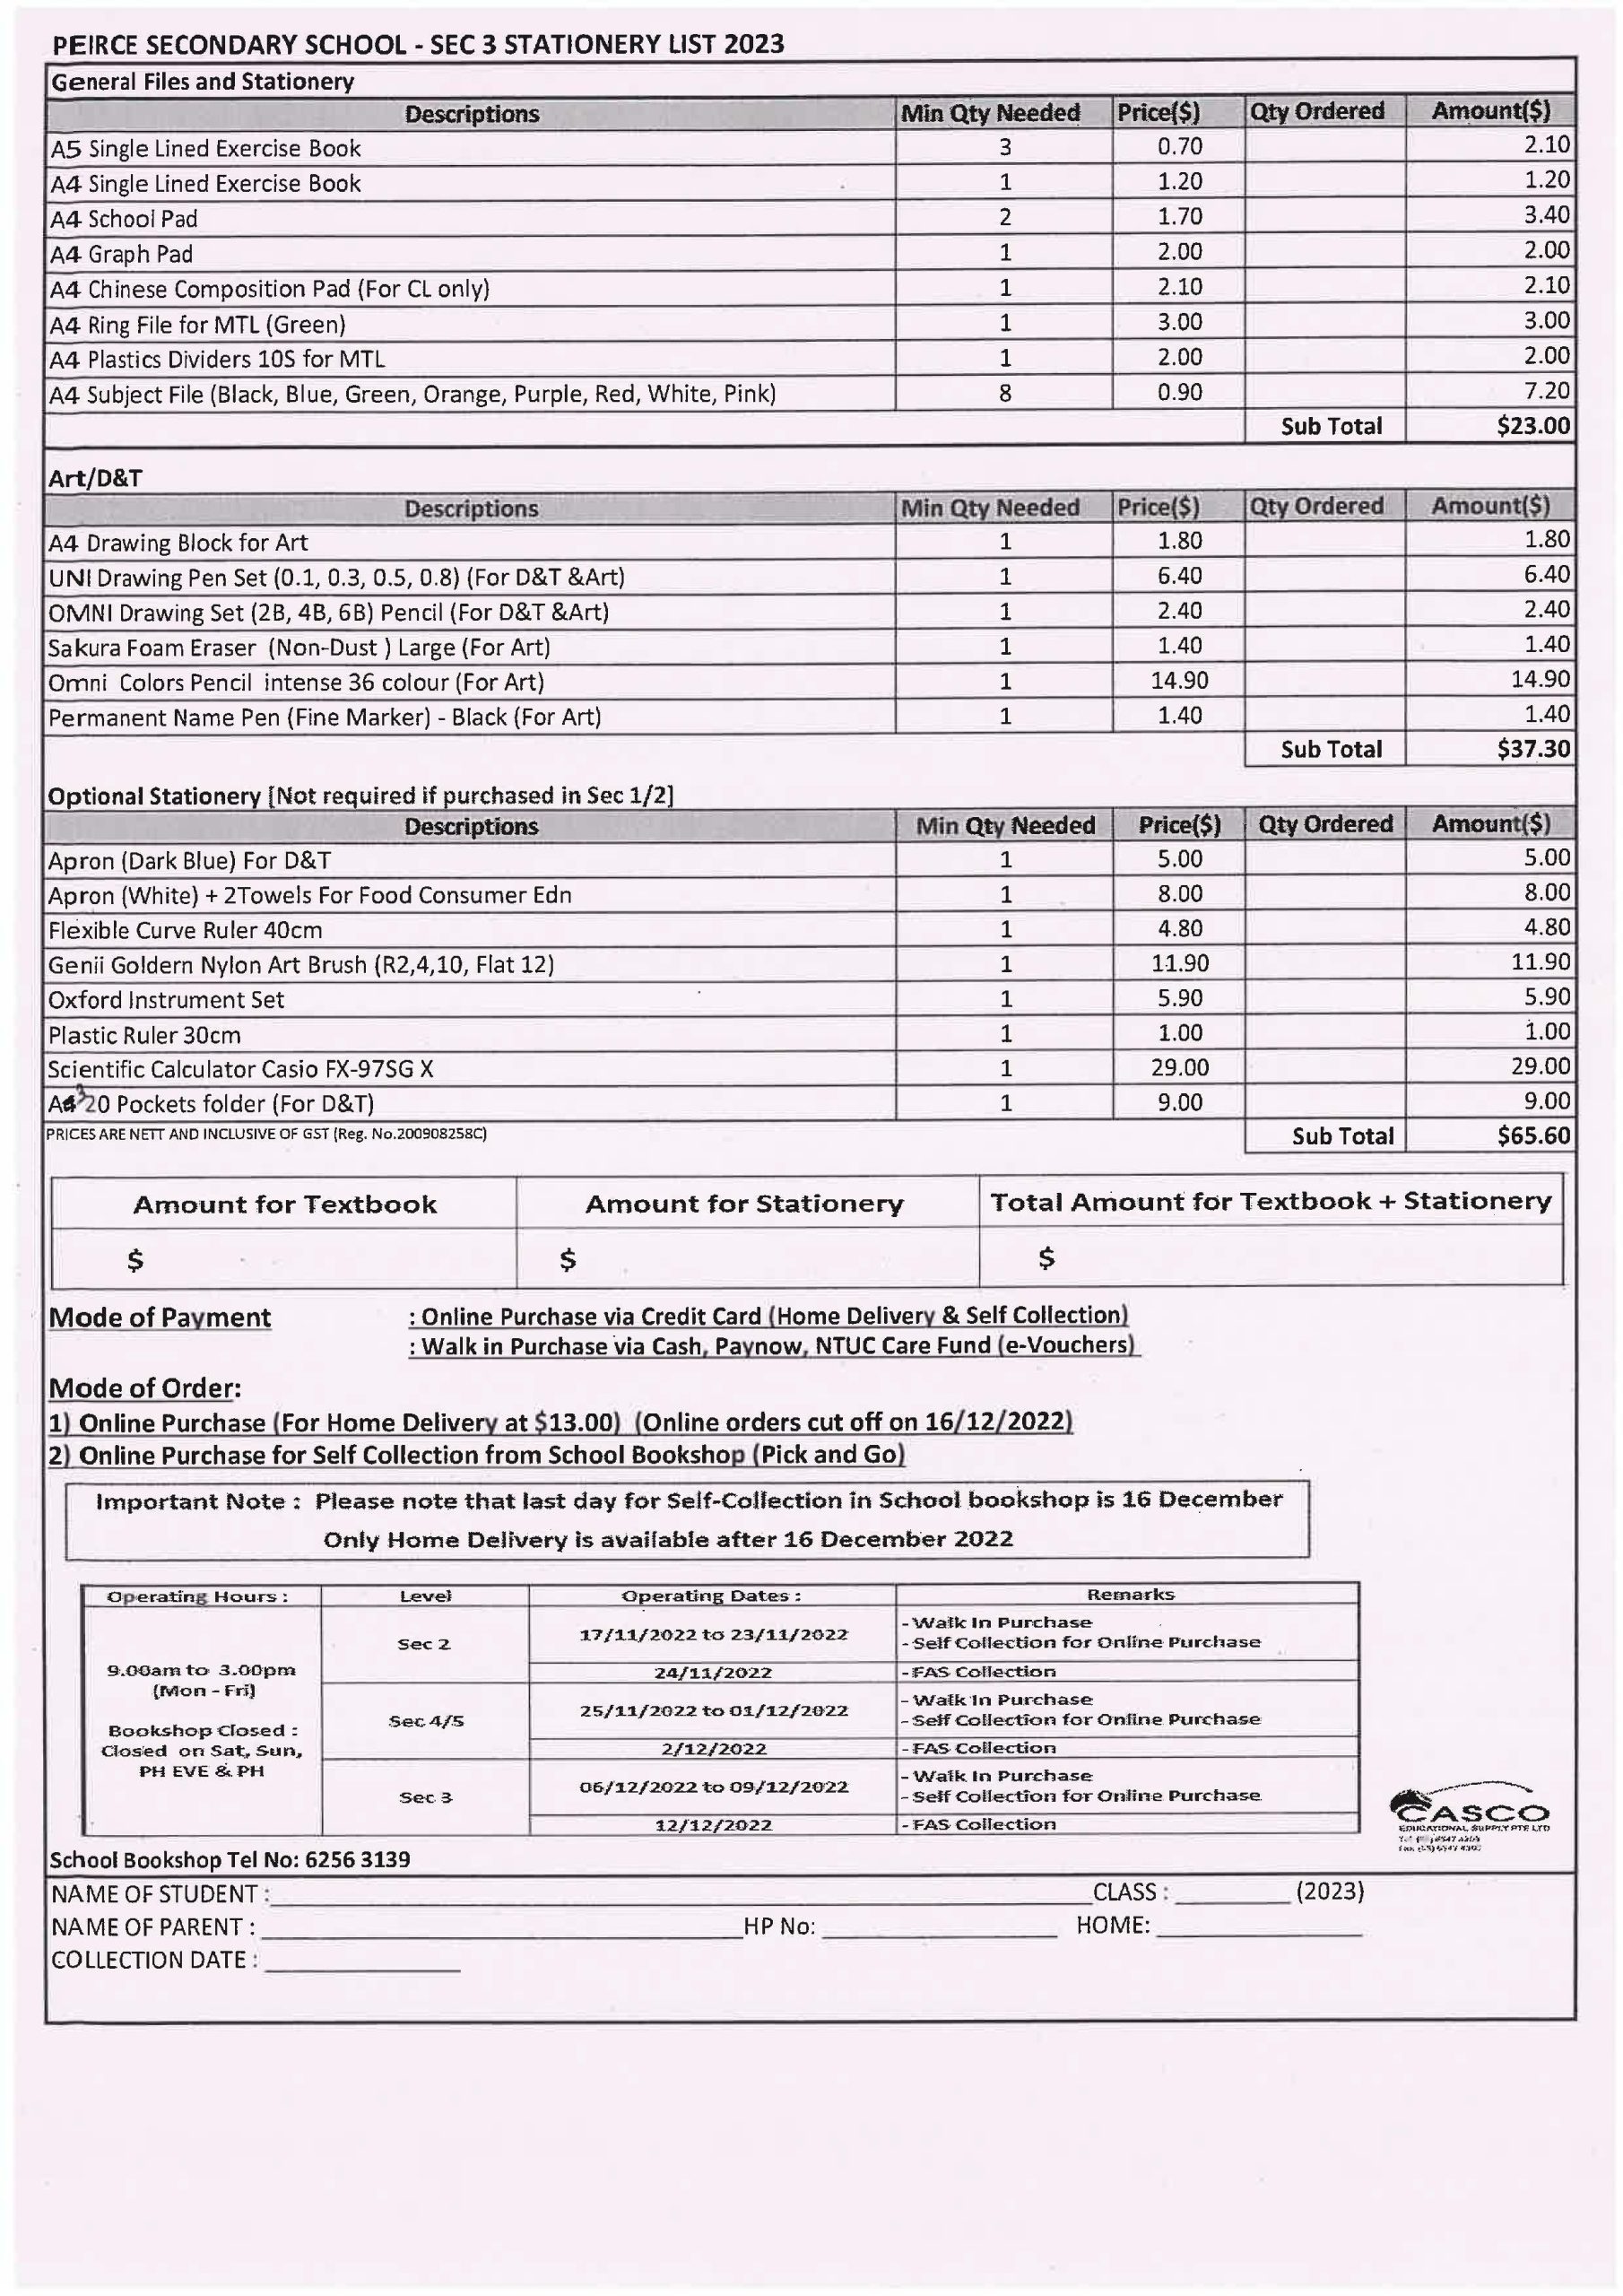 PEIRCE SECONDARY SCHOOL - SEC 3 STATIONERY LIST 2023
General Files and Stationery
Descriptions Min Qty Needed Price($) Qty Ordered Amount($)
A5 Single Lined Exercise Book 3 0.70 2.10
A4 Single Lined Exercise Book 1 1.20 1.20
A4 School Pad 2 1.70 3.40
A4 Graph Pad 1 2.00 2.00
A4 Chinese Composition Pad (For CL only) 1 2.10 2.10
A4 Ring File for MTL (Green) 1 3.00 3.00
A4 Plastics Dividers 10S for MTL 1 2.00 2.00
A4 Subject File (Black, Blue, Green, Orange, Purple, Red, White, Pink) 8 0.90 7.20
Sub Total $23.00
Art/D&T
Descriptions Min Qty Needed Price($) Qty Ordered Amount($)
A4 Drawing Block for Art 1 1.80 1.80
UNI Drawing Pen Set (0.1, 0.3, 0.5, 0.8) (For D&T &Art) 1 6.40 6.40
OMNI Drawing Set (2B, 4B, 6B) Pencil (For D&T &Art) 1 2.40 2.40
Sakura Foam Eraser (Non-Dust ) Large (For Art) 1 1.40 1.40
Omni Colors Pencil intense 36 colour (For Art) 1 14.90 14.90
Permanent Name Pen (Fine Marker) - Black (For Art) 1 1.40 1.40
Sub Total $37.30
Optional Stationery [Not required if purchased in Sec 1/2]
Descriptions Min Qty Needed Price($) Qty Ordered Amount($)
Apron (Dark Blue) For D&T 1 5.00 5.00
Apron (White) + 2Towels For Food Consumer Edn 1 8.00 8.00
Flexible Curve Ruler 40cm 1 4.80 4.80
Genii Goldern Nylon Art Brush (R2,4,10, Flat 12) 1 11.90 11.90
Oxford Instrument Set 1 5.90 5.90
Plastic Ruler 30cm 1 1.00 1.00
Scientific Calculator Casio FX-97SG X 1 29.00 29.00
A3 20 Pockets folder (For D&T) 1 9.00 9.00
PRICES ARE NETT AND INCLUSIVE OF GST (Reg. No.200908258C) Sub Total $65.60
Amount for Textbook Amount for Stationery Total Amount for Textbook + Stationery
$ $ $
Mode of Payment : Online Purchase via Credit Card (Home Delivery & Self Collection)
: Walk in Purchase via Cash, Paynow, NTUC Care Fund (e-Vouchers)
Mode of Order:
1) Online Purchase (For Home Delivery at $13.00) (Online orders cut off on 16/12/2022)
2) Online Purchase for Self Collection from School Bookshop (Pick and Go)
Important Note : Please note that last day for Self-Collection in School bookshop is 16 December
Only Home Delivery is available after 16 December 2022
Operating Hours : Level Operating Dates : Remarks
9.00am to 3.00pm
(Mon - Fri)
Bookshop Closed :
Closed on Sat, Sun,
PH EVE & PH
Sec 2 17/11/2022 to 23/11/2022 - Walk In Purchase
- Self Collection for Online Purchase
24/11/2022 - FAS Collection
Sec 4/5 25/11/2022 to 01/12/2022 - Walk In Purchase
- Self Collection for Online Purchase
2/12/2022 - FAS Collection
Sec 3 06/12/2022 to 09/12/2022 - Walk In Purchase
- Self Collection for Online Purchase
12/12/2022 - FAS Collection
CASCO
EDUCATIONAL SUPPLY PTE LTD
School Bookshop Tel No: 6256 3139
NAME OF STUDENT : CLASS : (2023)
NAME OF PARENT : HP No: HOME:
COLLECTION DATE :